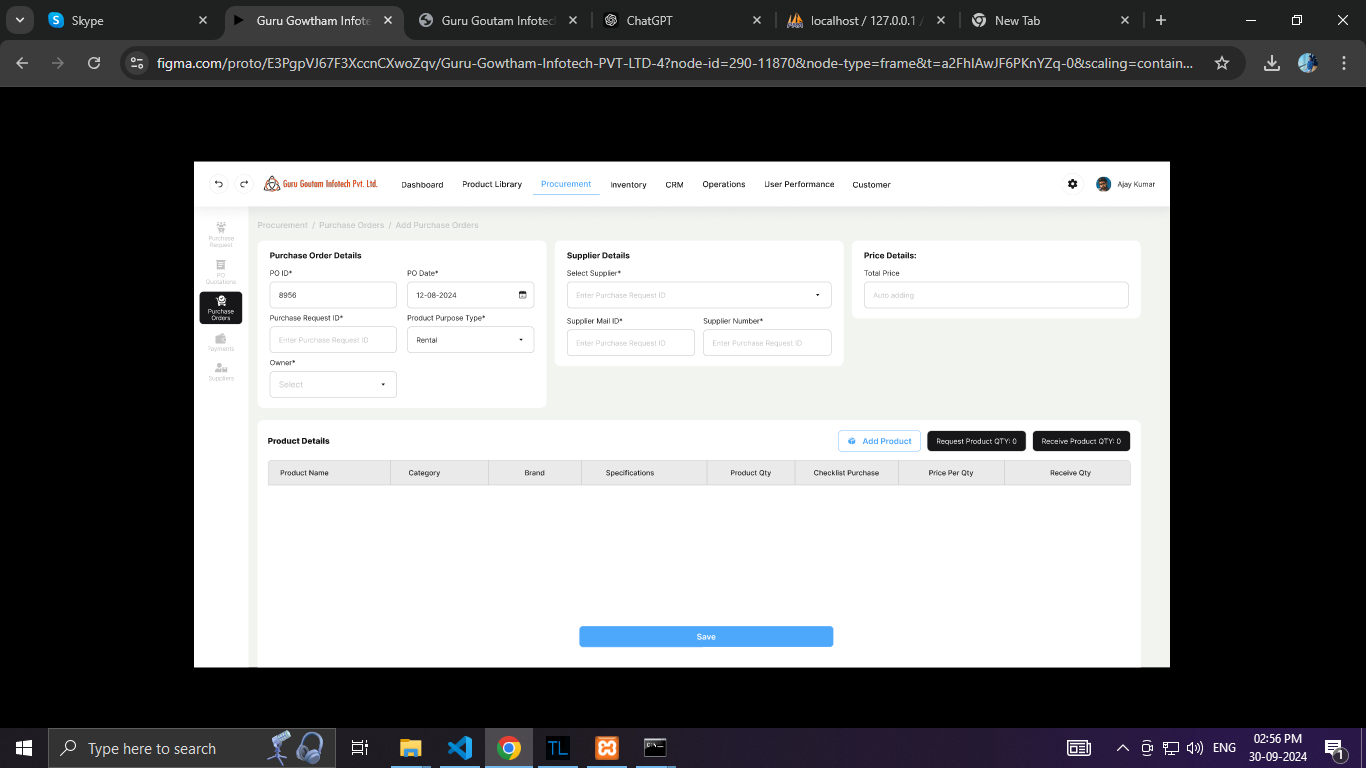 Skype
Guru Gowtham Infote
Guru Goutam Infotec
ChatGPT
localhost / 127.0.0.1 /
New Tab
figma.com/proto/E3PgpVJ67F3XccnCXwoZqv/Guru-Gowtham-Infotech-PVT-LTD-4?node-id=290-11870&node-type=frame&t=a2FhlAwJF6PKnYZq-0&scaling=contain...
Guru Goutam Infotech Pvt. Ltd.
Dashboard
Product Library
Procurement
Inventory
CRM
Operations
User Performance
Customer
Ajay Kumar
Purchase
Request
PO
Quotations
Purchase
Orders
Payments
Suppliers
Procurement / Purchase Orders / Add Purchase Orders
Purchase Order Details
PO ID*
PO Date*
8956
12-08-2024
Purchase Request ID*
Product Purpose Type*
Enter Purchase Request ID
Rental
Owner*
Select
Supplier Details
Select Supplier*
Enter Purchase Request ID
Supplier Mail ID*
Supplier Number*
Enter Purchase Request ID
Enter Purchase Request ID
Price Details:
Total Price
Auto adding
Product Details
Add Product
Request Product QTY: 0
Receive Product QTY: 0
Product Name
Category
Brand
Specifications
Product Qty
Checklist Purchase
Price Per Qty
Receive Qty
Save
Type here to search
TL
ENG
02:56 PM
30-09-2024
1